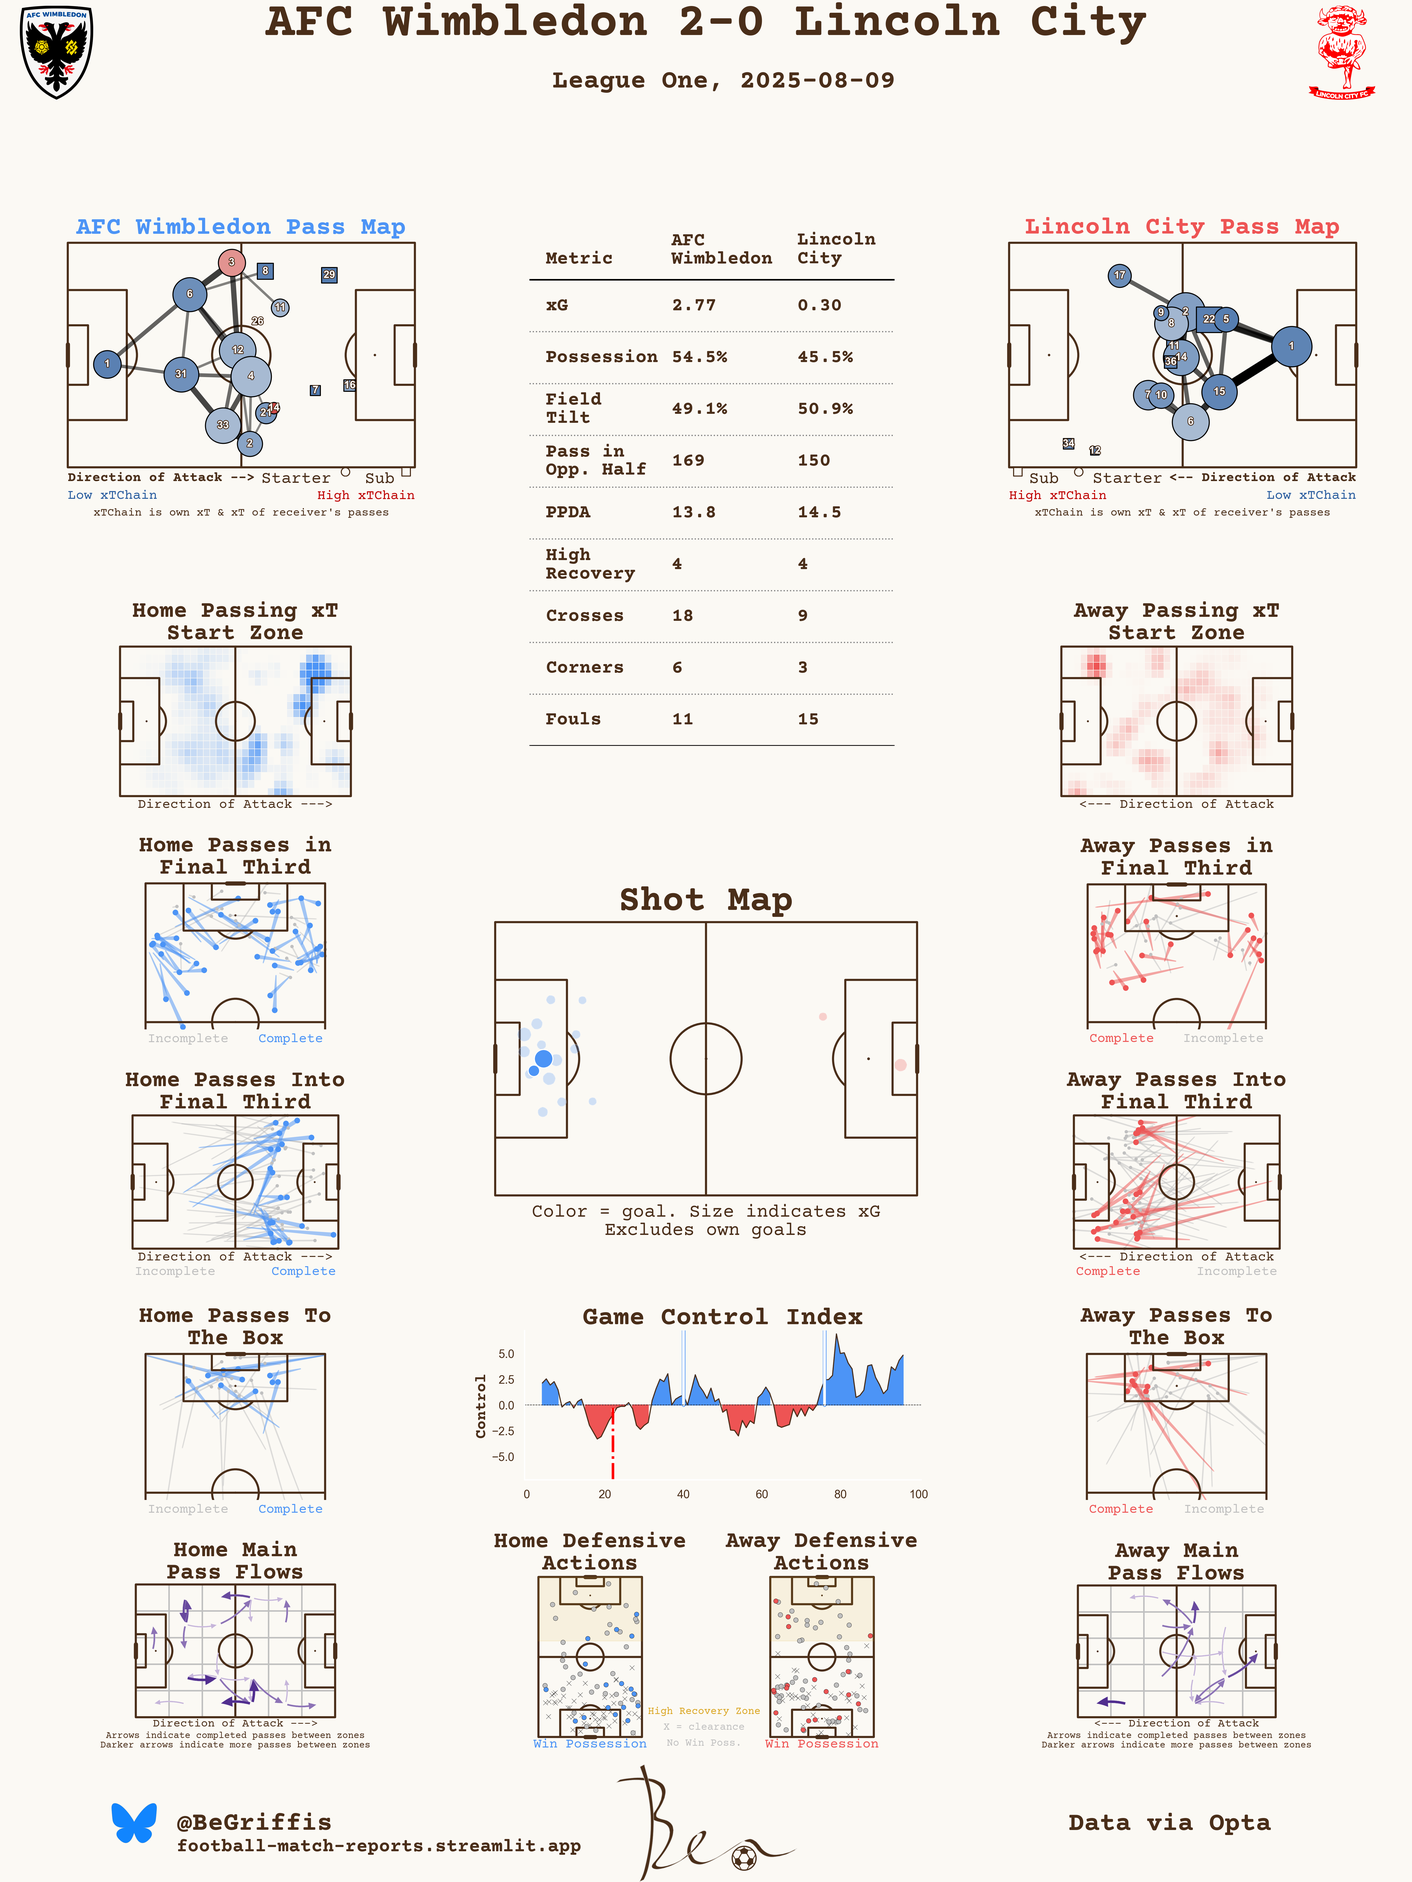 AFC Wimbledon 2-0 Lincoln City
League One, 2025-08-09
AFC WIMBLEDON
LINCOLN CITY FC
AFC Wimbledon Pass Map
3
8
29
6
11
26
12
1
31
4
7
16
21
14
33
2
Direction of Attack --> Starter Sub
Low xTChain High xTChain
xTChain is own xT & xT of receiver's passes
Metric AFC Wimbledon Lincoln City
xG 2.77 0.30
Possession 54.5% 45.5%
Field Tilt 49.1% 50.9%
Pass in Opp. Half 169 150
PPDA 13.8 14.5
High Recovery 4 4
Crosses 18 9
Corners 6 3
Fouls 11 15
Lincoln City Pass Map
17
9
2
8
22
5
11
14
36
1
7
10
15
6
34
12
Sub Starter <-- Direction of Attack
High xTChain Low xTChain
xTChain is own xT & xT of receiver's passes
Home Passing xT
Start Zone
Direction of Attack --->
Away Passing xT
Start Zone
<--- Direction of Attack
Home Passes in
Final Third
Incomplete Complete
Away Passes in
Final Third
Complete Incomplete
Shot Map
Color = goal. Size indicates xG
Excludes own goals
Home Passes Into
Final Third
Direction of Attack --->
Incomplete Complete
Away Passes Into
Final Third
<--- Direction of Attack
Complete Incomplete
Home Passes To
The Box
Incomplete Complete
Game Control Index
Control
5.0
2.5
0.0
−2.5
−5.0
0 20 40 60 80 100
Away Passes To
The Box
Complete Incomplete
Home Main
Pass Flows
Direction of Attack --->
Arrows indicate completed passes between zones
Darker arrows indicate more passes between zones
Home Defensive
Actions
Win Possession
High Recovery Zone
X = clearance
No Win Poss.
Away Defensive
Actions
Win Possession
Away Main
Pass Flows
<--- Direction of Attack
Arrows indicate completed passes between zones
Darker arrows indicate more passes between zones
@BeGriffis
football-match-reports.streamlit.app
Ben
Data via Opta